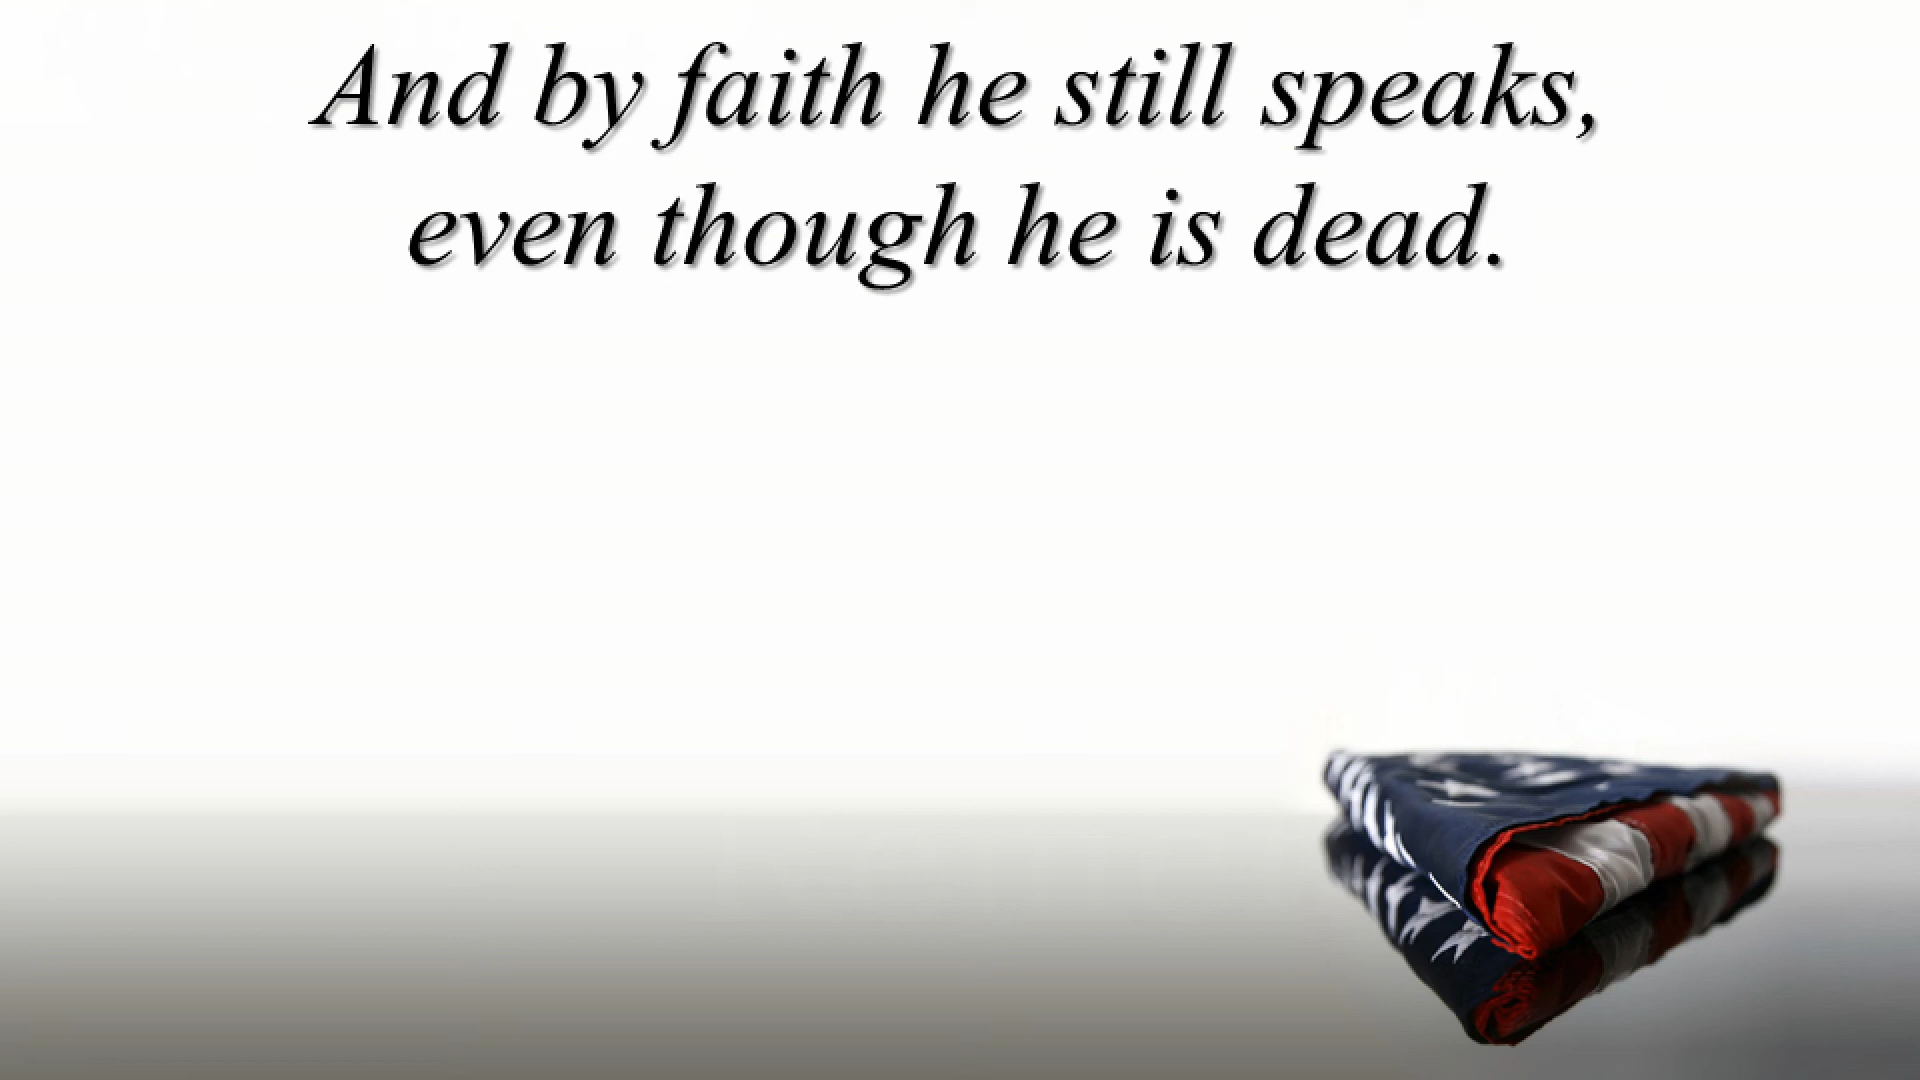 And by faith he still speaks,
even though he is dead.